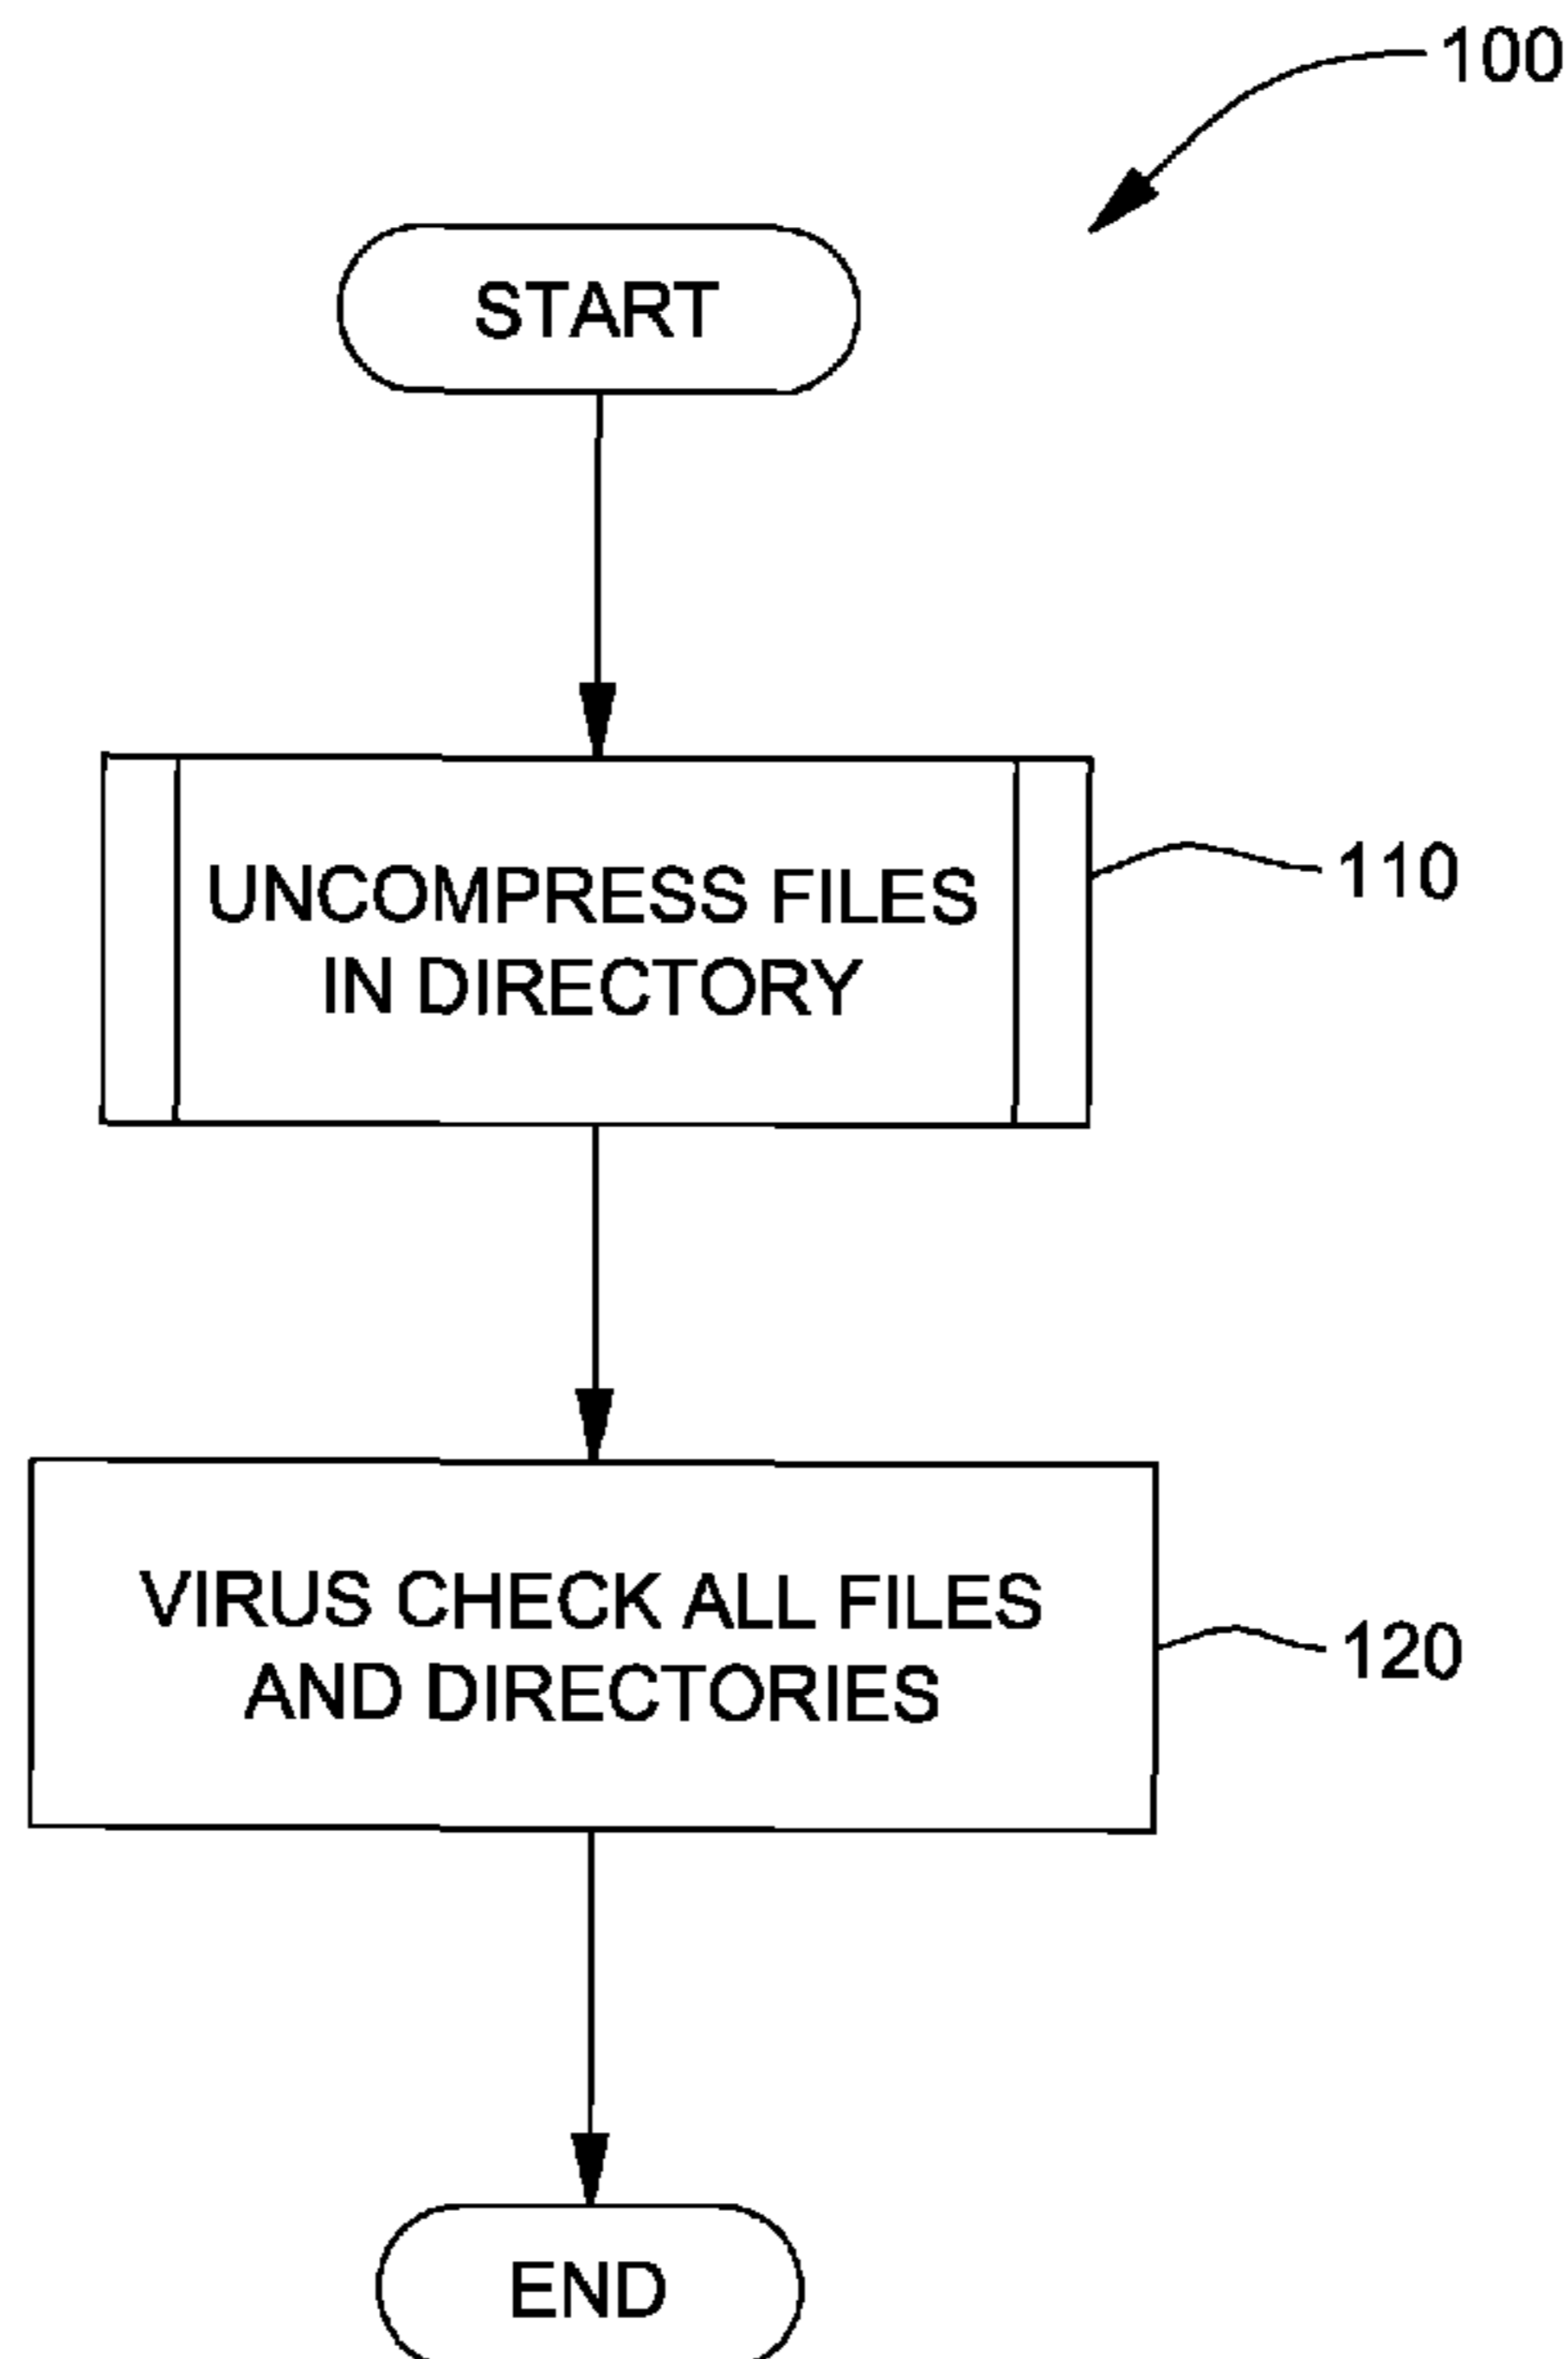 100
START
UNCOMPRESS FILES
IN DIRECTORY
110
VIRUS CHECK ALL FILES
AND DIRECTORIES
120
END